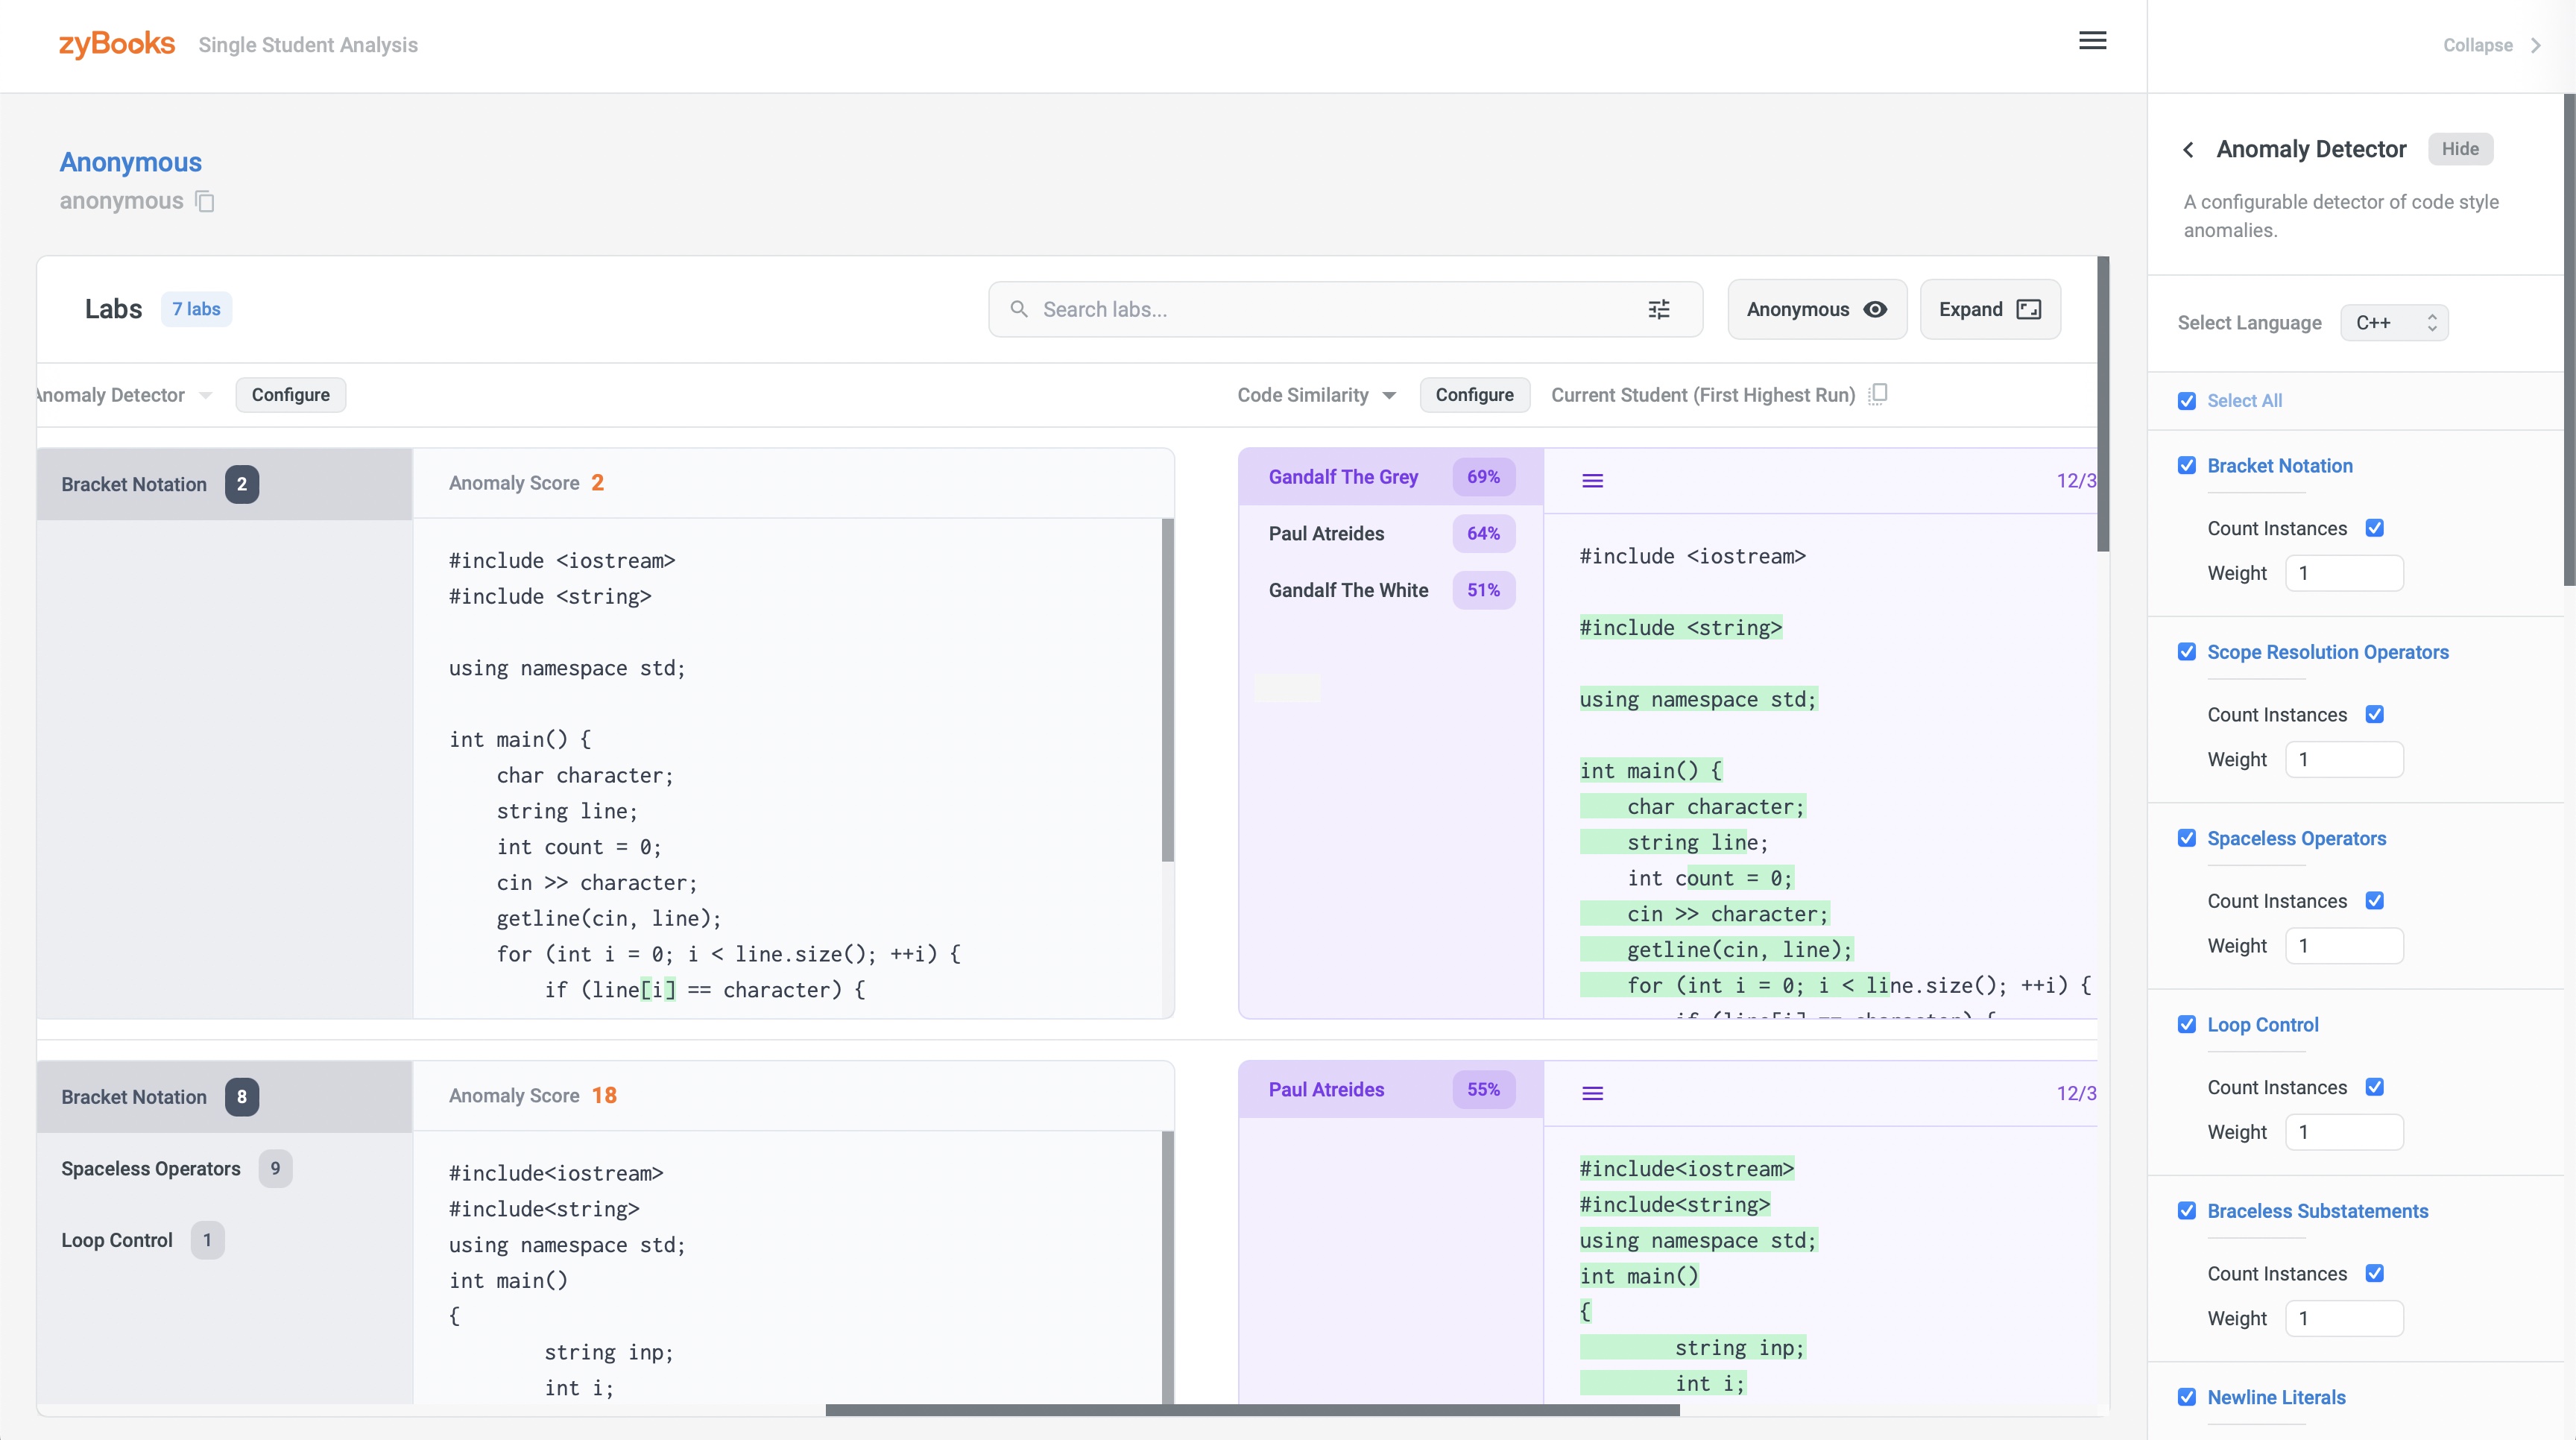 zyBooks Single Student Analysis
Collapse
Anonymous
anonymous
Labs 7 labs
Search labs...
Anonymous
Expand
Anomaly Detector Configure
Code Similarity Configure Current Student (First Highest Run)
Bracket Notation 2
Anomaly Score 2
#include <iostream>
#include <string>
using namespace std;
int main() {
    char character;
    string line;
    int count = 0;
    cin >> character;
    getline(cin, line);
    for (int i = 0; i < line.size(); ++i) {
        if (line[i] == character) {
Gandalf The Grey 69%
Paul Atreides 64%
Gandalf The White 51%
12/3
#include <iostream>
#include <string>
using namespace std;
int main() {
    char character;
    string line;
    int count = 0;
    cin >> character;
    getline(cin, line);
    for (int i = 0; i < line.size(); ++i) {
        if (line[i] == character) {
Bracket Notation 8
Spaceless Operators 9
Loop Control 1
Anomaly Score 18
#include<iostream>
#include<string>
using namespace std;
int main()
{
        string inp;
        int i;
Paul Atreides 55%
12/3
#include<iostream>
#include<string>
using namespace std;
int main()
{
        string inp;
        int i;
Anomaly Detector Hide
A configurable detector of code style
anomalies.
Select Language C++
Select All
Bracket Notation
Count Instances
Weight 1
Scope Resolution Operators
Count Instances
Weight 1
Spaceless Operators
Count Instances
Weight 1
Loop Control
Count Instances
Weight 1
Braceless Substatements
Count Instances
Weight 1
Newline Literals